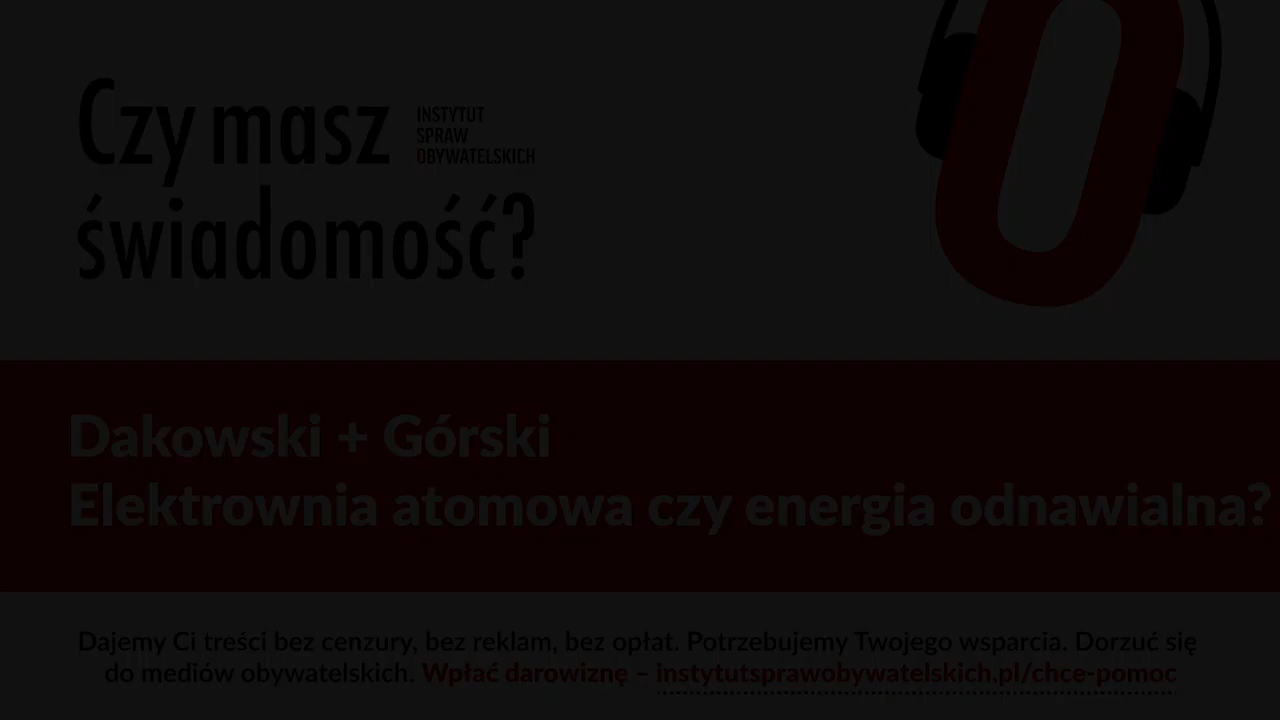 Czy masz
INSTYTUT
SPRAW
OBYWATELSKICH
świadomość?
Dakowski + Górski
Elektrownia atomowa czy energia odnawialna?
Dajemy Ci treści bez cenzury, bez reklam, bez opłat. Potrzebujemy Twojego wsparcia. Dorzuć się
do mediów obywatelskich. Wpłać darowiznę – instytutsprawobywatelskich.pl/chce-pomoc